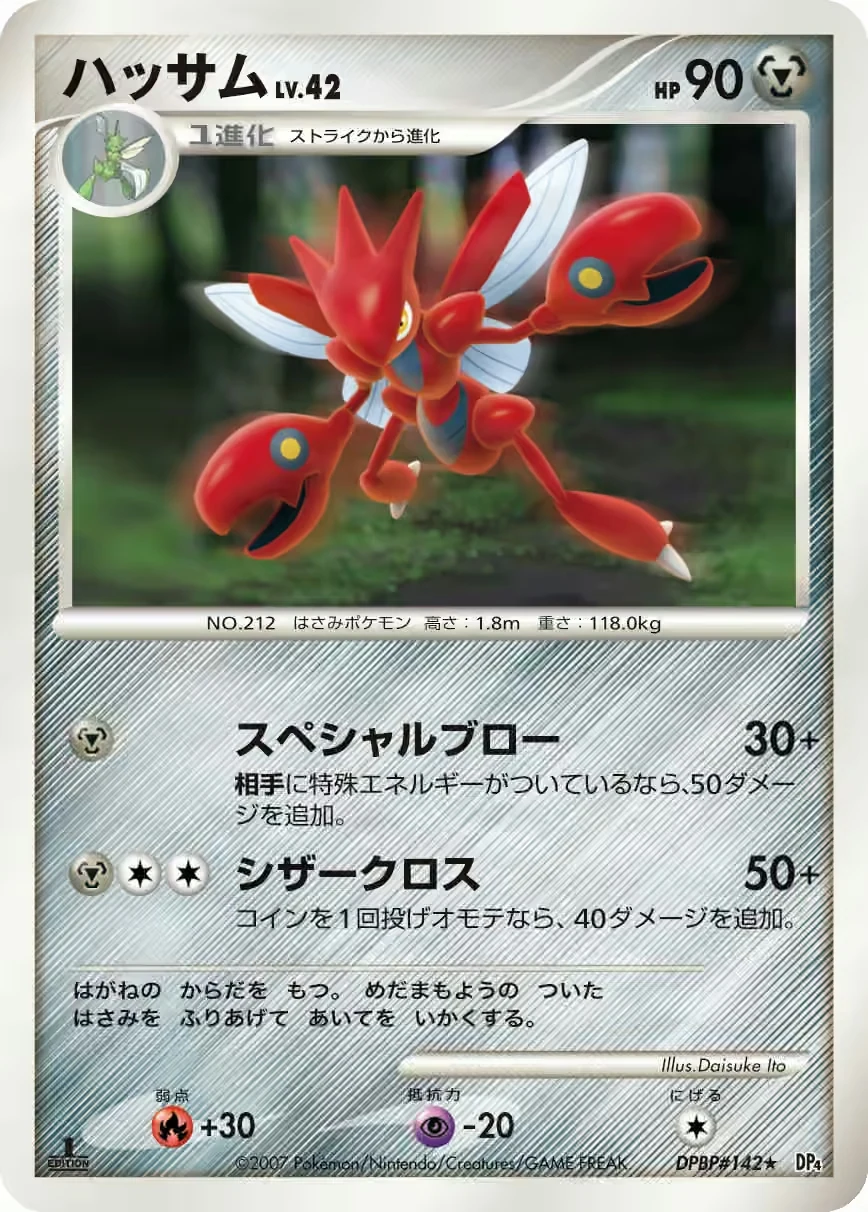 ハッサム LV.42 HP 90
1進化 ストライクから進化
NO.212 はさみポケモン 高さ：1.8m 重さ：118.0kg
スペシャルブロー 30+
相手に特殊エネルギーがついているなら、50ダメー
ジを追加。
シザークロス 50+
コインを1回投げオモテなら、40ダメージを追加。
はがねの からだを もつ。 めだまもようの ついた
はさみを ふりあげて あいてを いかくする。
Illus.Daisuke Ito
弱点 抵抗力 にげる
+30 -20
1 EDITION ©2007 Pokémon/Nintendo/Creatures/GAME FREAK. DPBP#142★ DP4